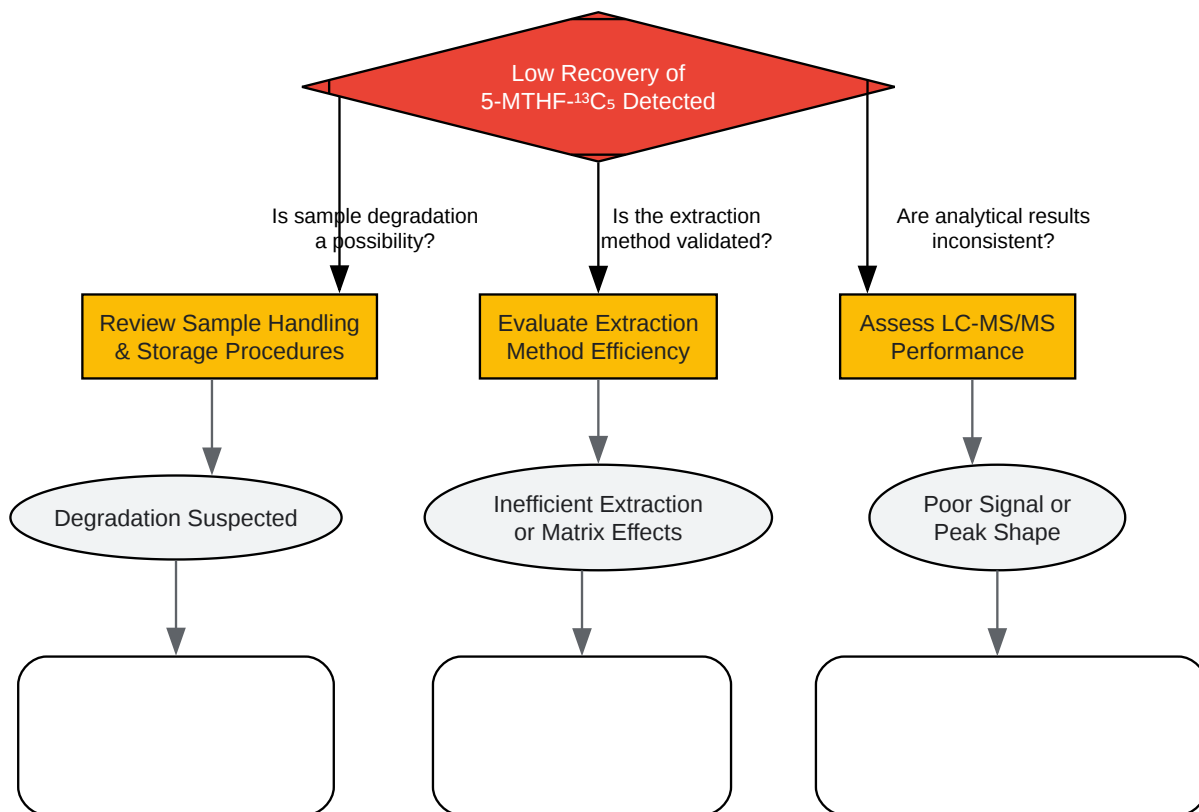 Low Recovery of
5-MTHF-¹³C₅ Detected
Is sample degradation
a possibility?
Is the extraction
method validated?
Are analytical results
inconsistent?
Review Sample Handling
& Storage Procedures
Evaluate Extraction
Method Efficiency
Assess LC-MS/MS
Performance
Degradation Suspected
Inefficient Extraction
or Matrix Effects
Poor Signal or
Peak Shape